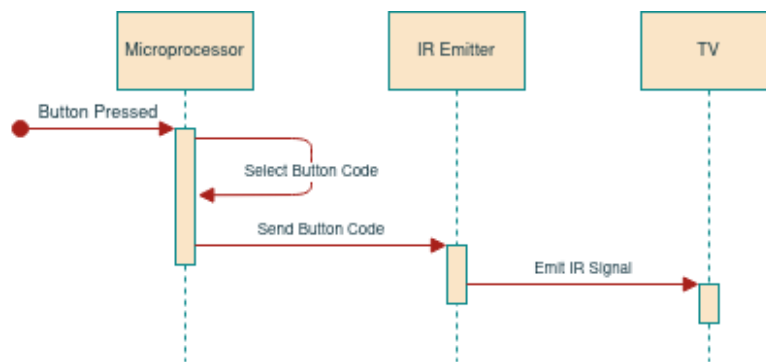 Microprocessor
IR Emitter
TV
Button Pressed
Select Button Code
Send Button Code
Emit IR Signal